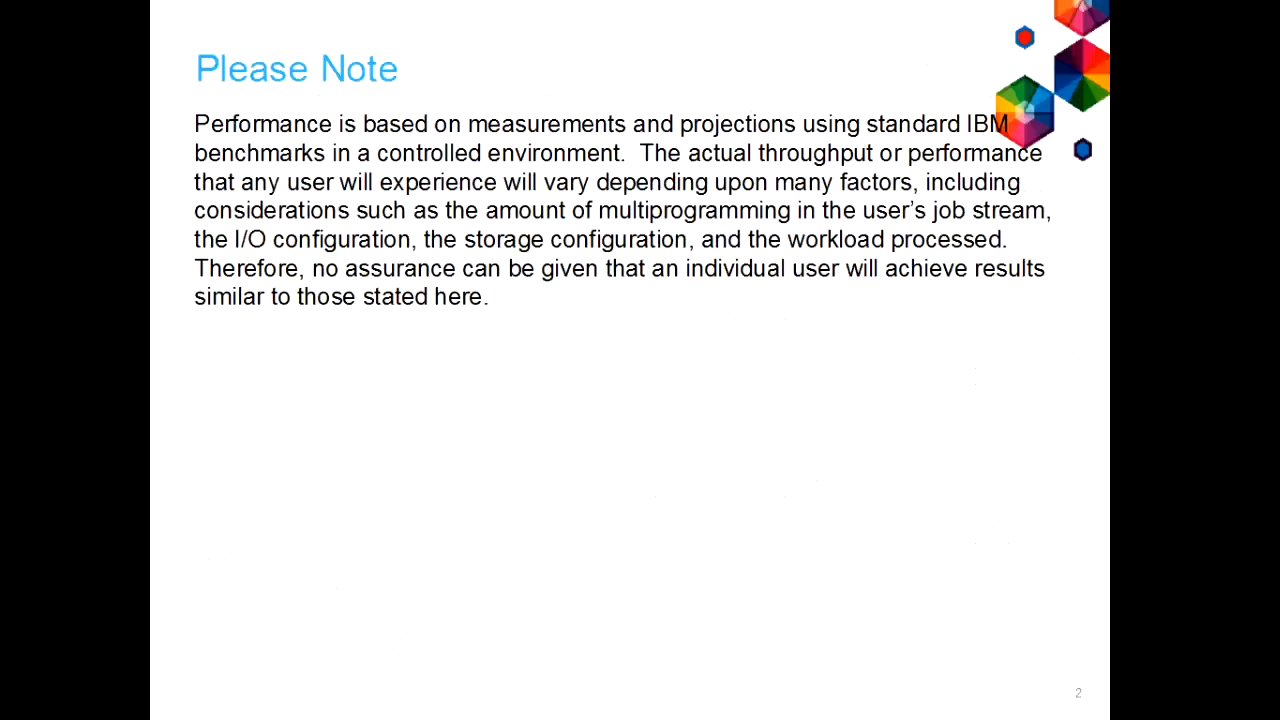 Please Note
Performance is based on measurements and projections using standard IBM
benchmarks in a controlled environment.  The actual throughput or performance
that any user will experience will vary depending upon many factors, including
considerations such as the amount of multiprogramming in the user’s job stream,
the I/O configuration, the storage configuration, and the workload processed.
Therefore, no assurance can be given that an individual user will achieve results
similar to those stated here.
2